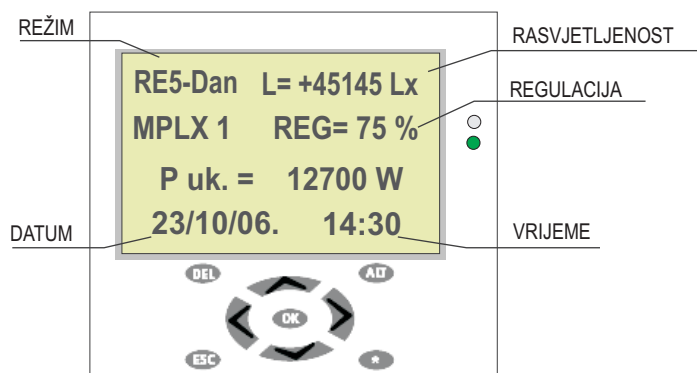 REŽIM
RASVJETLJENOST
RE5-Dan L= +45145 Lx
REGULACIJA
MPLX 1 REG= 75 %
P uk. = 12700 W
23/10/06. 14:30
DATUM
VRIJEME
DEL
ALT
OK
ESC
*